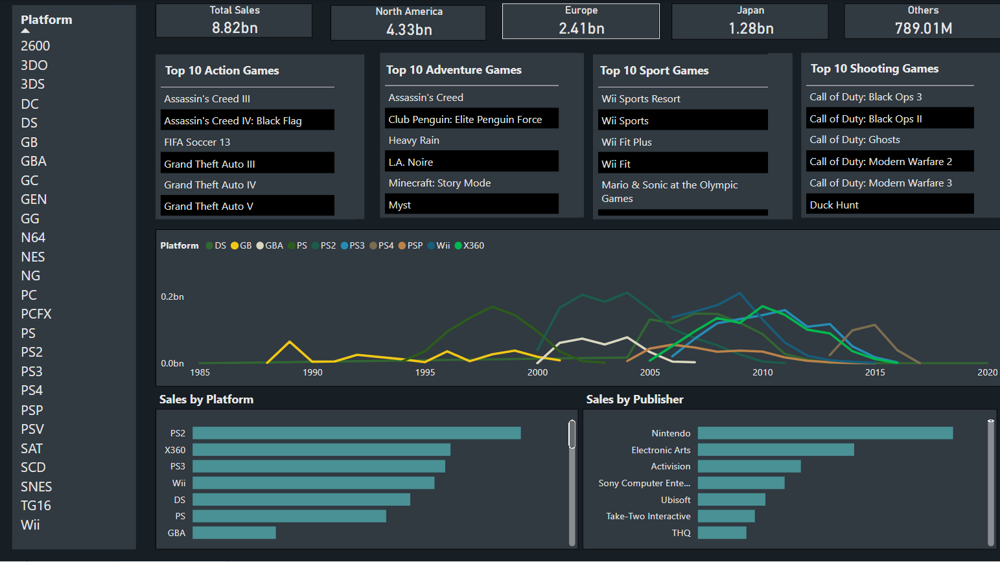 Platform
2600
3DO
3DS
DC
DS
GB
GBA
GC
GEN
GG
N64
NES
NG
PC
PCFX
PS
PS2
PS3
PS4
PSP
PSV
SAT
SCD
SNES
TG16
Wii
Total Sales
8.82bn
North America
4.33bn
Europe
2.41bn
Japan
1.28bn
Others
789.01M
Top 10 Action Games
Assassin's Creed III
Assassin's Creed IV: Black Flag
FIFA Soccer 13
Grand Theft Auto III
Grand Theft Auto IV
Grand Theft Auto V
Top 10 Adventure Games
Assassin's Creed
Club Penguin: Elite Penguin Force
Heavy Rain
L.A. Noire
Minecraft: Story Mode
Myst
Top 10 Sport Games
Wii Sports Resort
Wii Sports
Wii Fit Plus
Wii Fit
Mario & Sonic at the Olympic
Games
Top 10 Shooting Games
Call of Duty: Black Ops 3
Call of Duty: Black Ops II
Call of Duty: Ghosts
Call of Duty: Modern Warfare 2
Call of Duty: Modern Warfare 3
Duck Hunt
Platform DS GB GBA PS PS2 PS3 PS4 PSP Wii X360
0.2bn
0.0bn
1985 1990 1995 2000 2005 2010 2015 2020
Sales by Platform
PS2
X360
PS3
Wii
DS
PS
GBA
Sales by Publisher
Nintendo
Electronic Arts
Activision
Sony Computer Ente...
Ubisoft
Take-Two Interactive
THQ